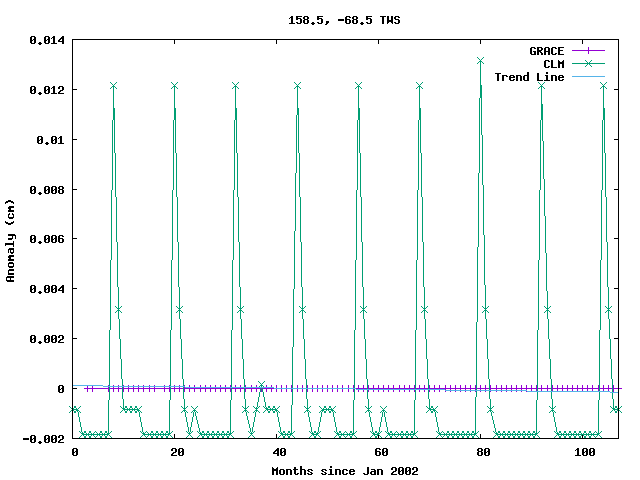 158.5, -68.5 TWS
GRACE
CLM
Trend Line
0.014
0.012
0.01
0.008
0.006
0.004
0.002
0
-0.002
Anomaly (cm)
0 20 40 60 80 100
Months since Jan 2002